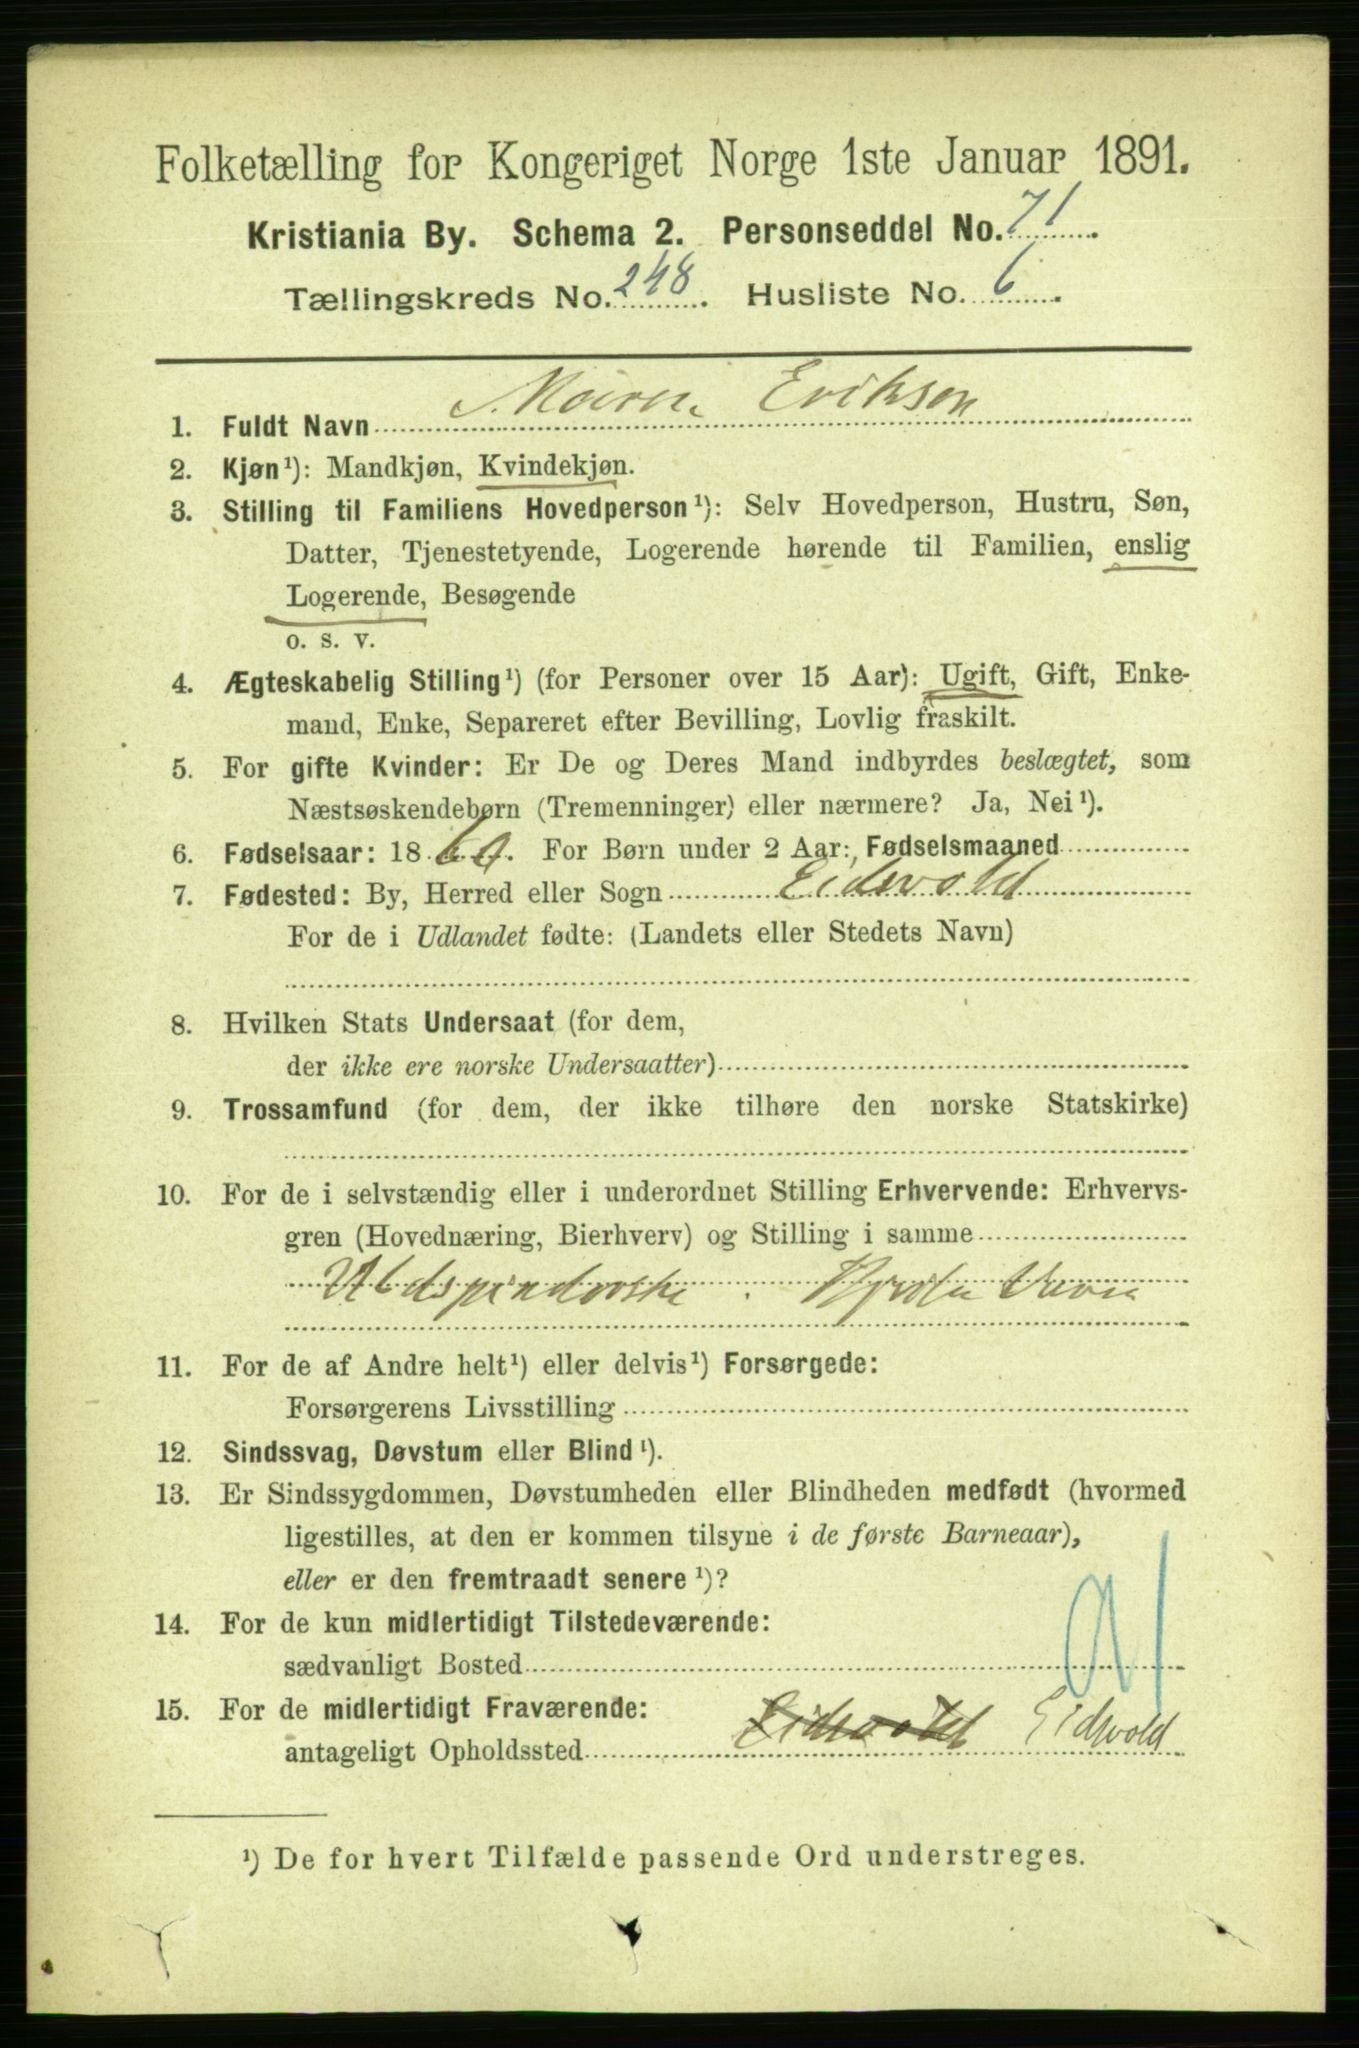 Folketælling for Kongeriget Norge 1ste Januar 1891.
Kristiania By. Schema 2. Personseddel No. 71.
Tællingskreds No. 248. Husliste No. 6.
1. Fuldt Navn Maren Erikson
2. Kjøn¹): Mandkjøn, Kvindekjøn.
3. Stilling til Familiens Hovedperson¹): Selv Hovedperson, Hustru, Søn,
Datter, Tjenestetyende, Logerende hørende til Familien, enslig
Logerende, Besøgende
o. s. v.
4. Ægteskabelig Stilling¹) (for Personer over 15 Aar): Ugift, Gift, Enke-
mand, Enke, Separeret efter Bevilling, Lovlig fraskilt.
5. For gifte Kvinder: Er De og Deres Mand indbyrdes beslægtet, som
Næstsøskendebørn (Tremenninger) eller nærmere? Ja, Nei¹).
6. Fødselsaar: 18 . For Børn under 2 Aar: Fødselsmaaned
7. Fødested: By, Herred eller Sogn Eidsvold
For de i Udlandet fødte: (Landets eller Stedets Navn)
8. Hvilken Stats Undersaat (for dem,
der ikke ere norske Undersaatter)
9. Trossamfund (for dem, der ikke tilhøre den norske Statskirke)
10. For de i selvstændig eller i underordnet Stilling Erhvervende: Erhvervs-
gren (Hovednæring, Bierhverv) og Stilling i samme
Uldspinderske . Hjula Væve
11. For de af Andre helt¹) eller delvis¹) Forsørgede:
Forsørgerens Livsstilling
12. Sindssvag, Døvstum eller Blind¹).
13. Er Sindssygdommen, Døvstumheden eller Blindheden medfødt (hvormed
ligestilles, at den er kommen tilsyne i de første Barneaar),
eller er den fremtraadt senere¹)?
14. For de kun midlertidigt Tilstedeværende:
sædvanligt Bosted
15. For de midlertidigt Fraværende:
antageligt Opholdssted Eidsvold Eidsvold
¹) De for hvert Tilfælde passende Ord understreges.